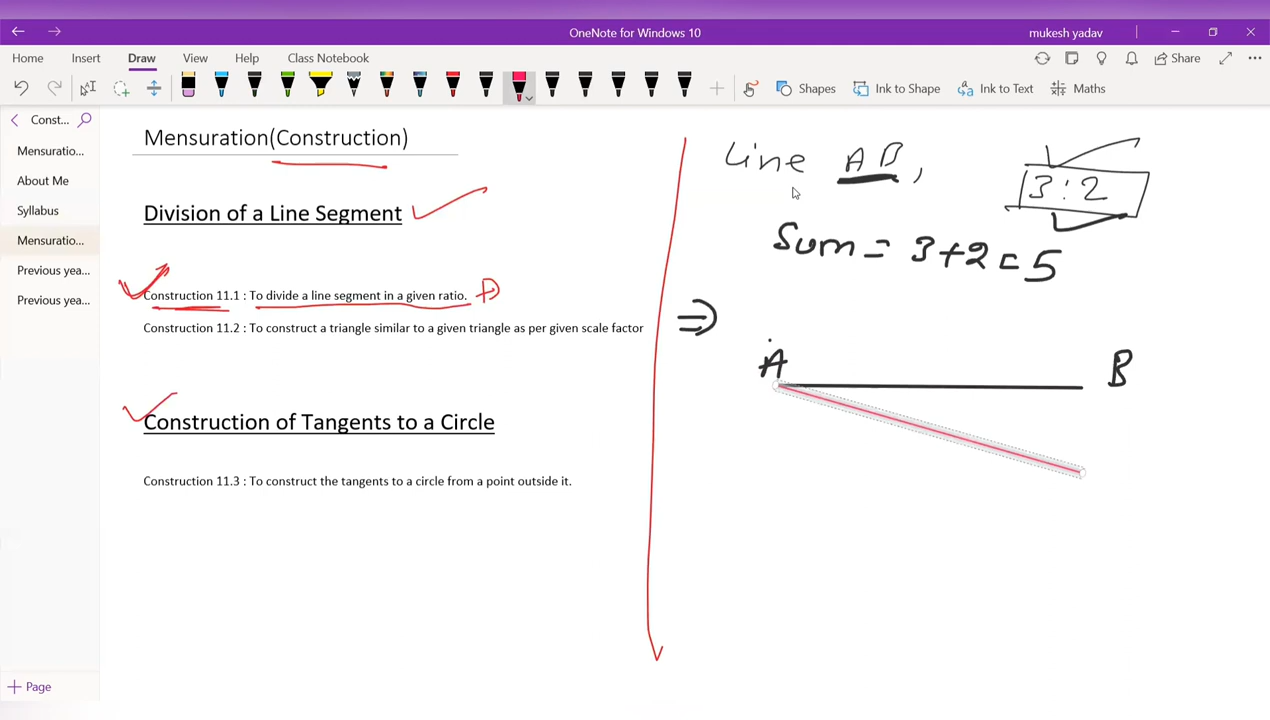 OneNote for Windows 10
mukesh yadav
Home Insert Draw View Help Class Notebook
Share
Shapes Ink to Shape Ink to Text Maths
Const...
Mensuratio...
About Me
Syllabus
Mensuratio...
Previous yea...
Previous yea...
Page
Mensuration(Construction)
Division of a Line Segment
Construction 11.1 : To divide a line segment in a given ratio.
Construction 11.2 : To construct a triangle similar to a given triangle as per given scale factor
Construction of Tangents to a Circle
Construction 11.3 : To construct the tangents to a circle from a point outside it.
Line AB, 3:2
Sum = 3+2=5
⇒
A B